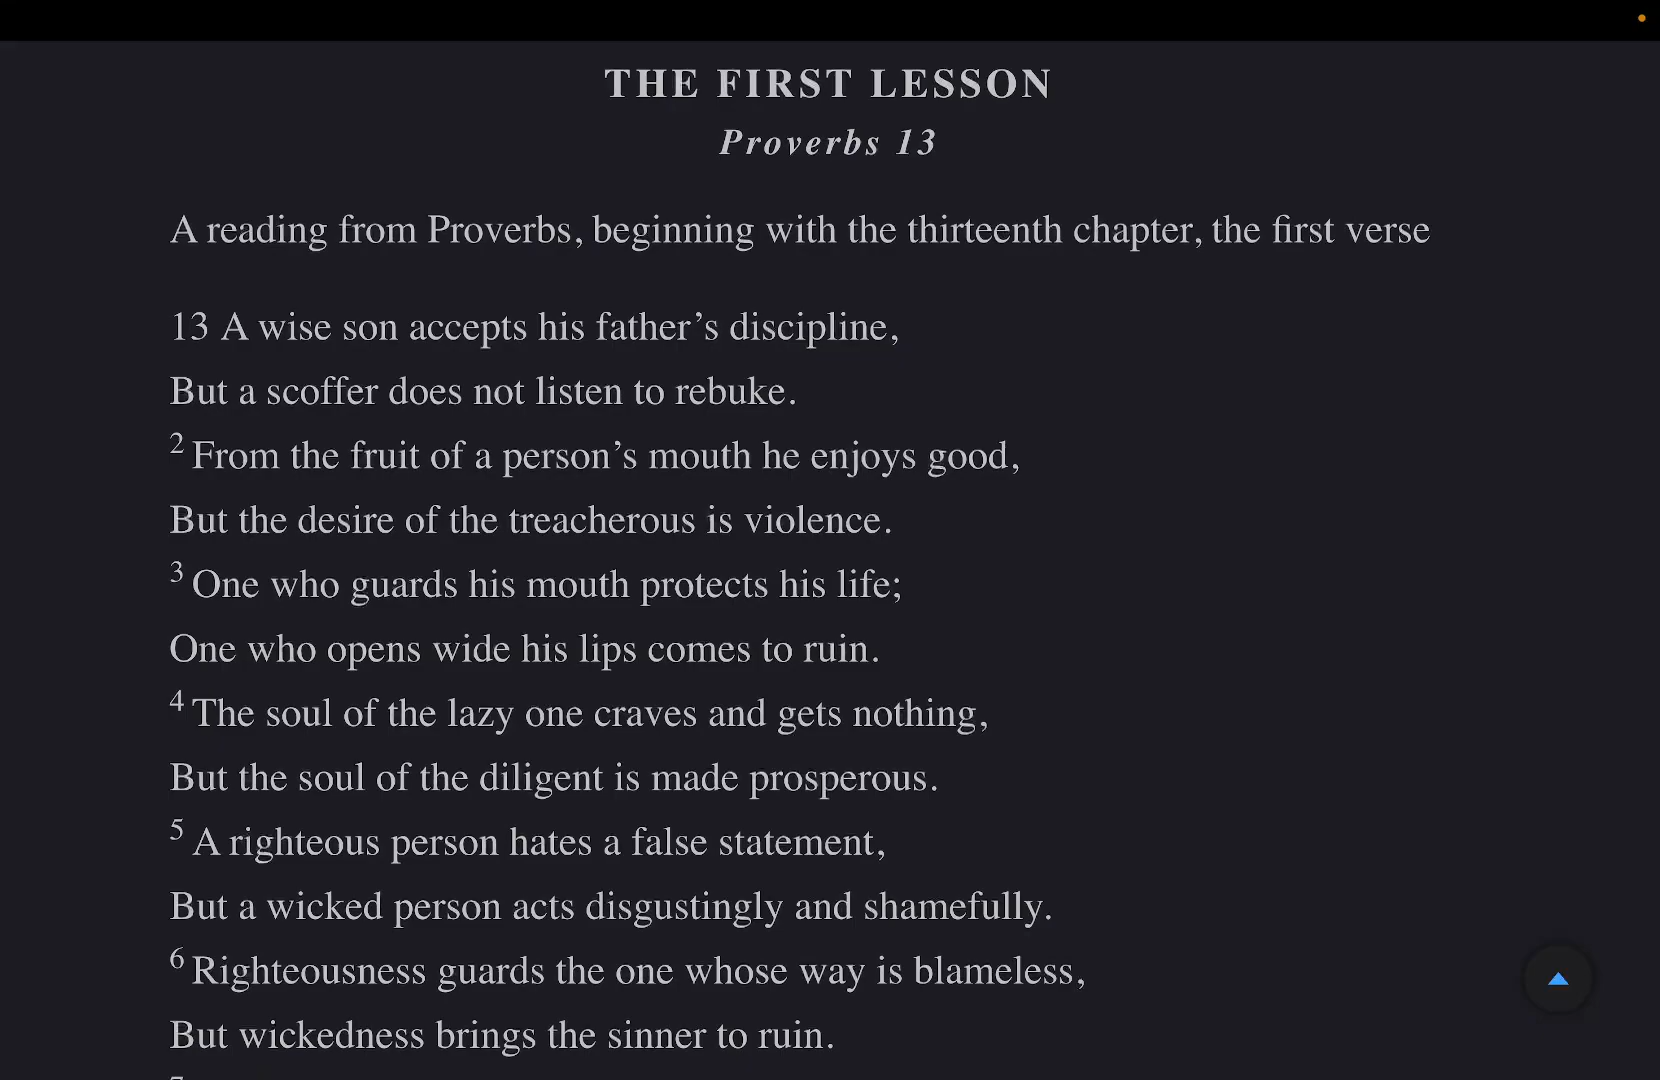 THE FIRST LESSON
Proverbs 13
A reading from Proverbs, beginning with the thirteenth chapter, the first verse
13 A wise son accepts his father’s discipline,
But a scoffer does not listen to rebuke.
2 From the fruit of a person’s mouth he enjoys good,
But the desire of the treacherous is violence.
3 One who guards his mouth protects his life;
One who opens wide his lips comes to ruin.
4 The soul of the lazy one craves and gets nothing,
But the soul of the diligent is made prosperous.
5 A righteous person hates a false statement,
But a wicked person acts disgustingly and shamefully.
6 Righteousness guards the one whose way is blameless,
But wickedness brings the sinner to ruin.